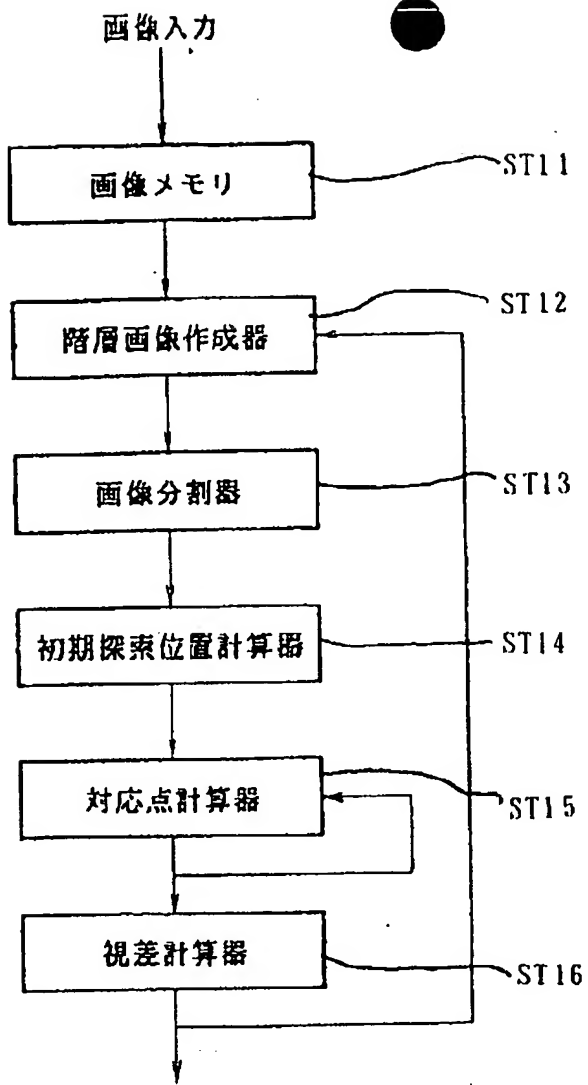 画像入力
画像メモリ
ST11
階層画像作成器
ST12
画像分割器
ST13
初期探索位置計算器
ST14
対応点計算器
ST15
視差計算器
ST16